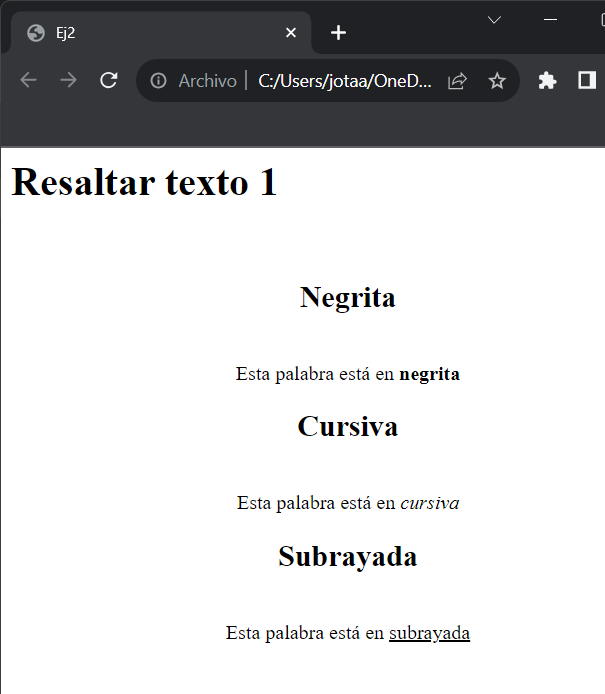 Ej2
Archivo | C:/Users/jotaa/OneD...
Resaltar texto 1
Negrita
Esta palabra está en negrita
Cursiva
Esta palabra está en cursiva
Subrayada
Esta palabra está en subrayada